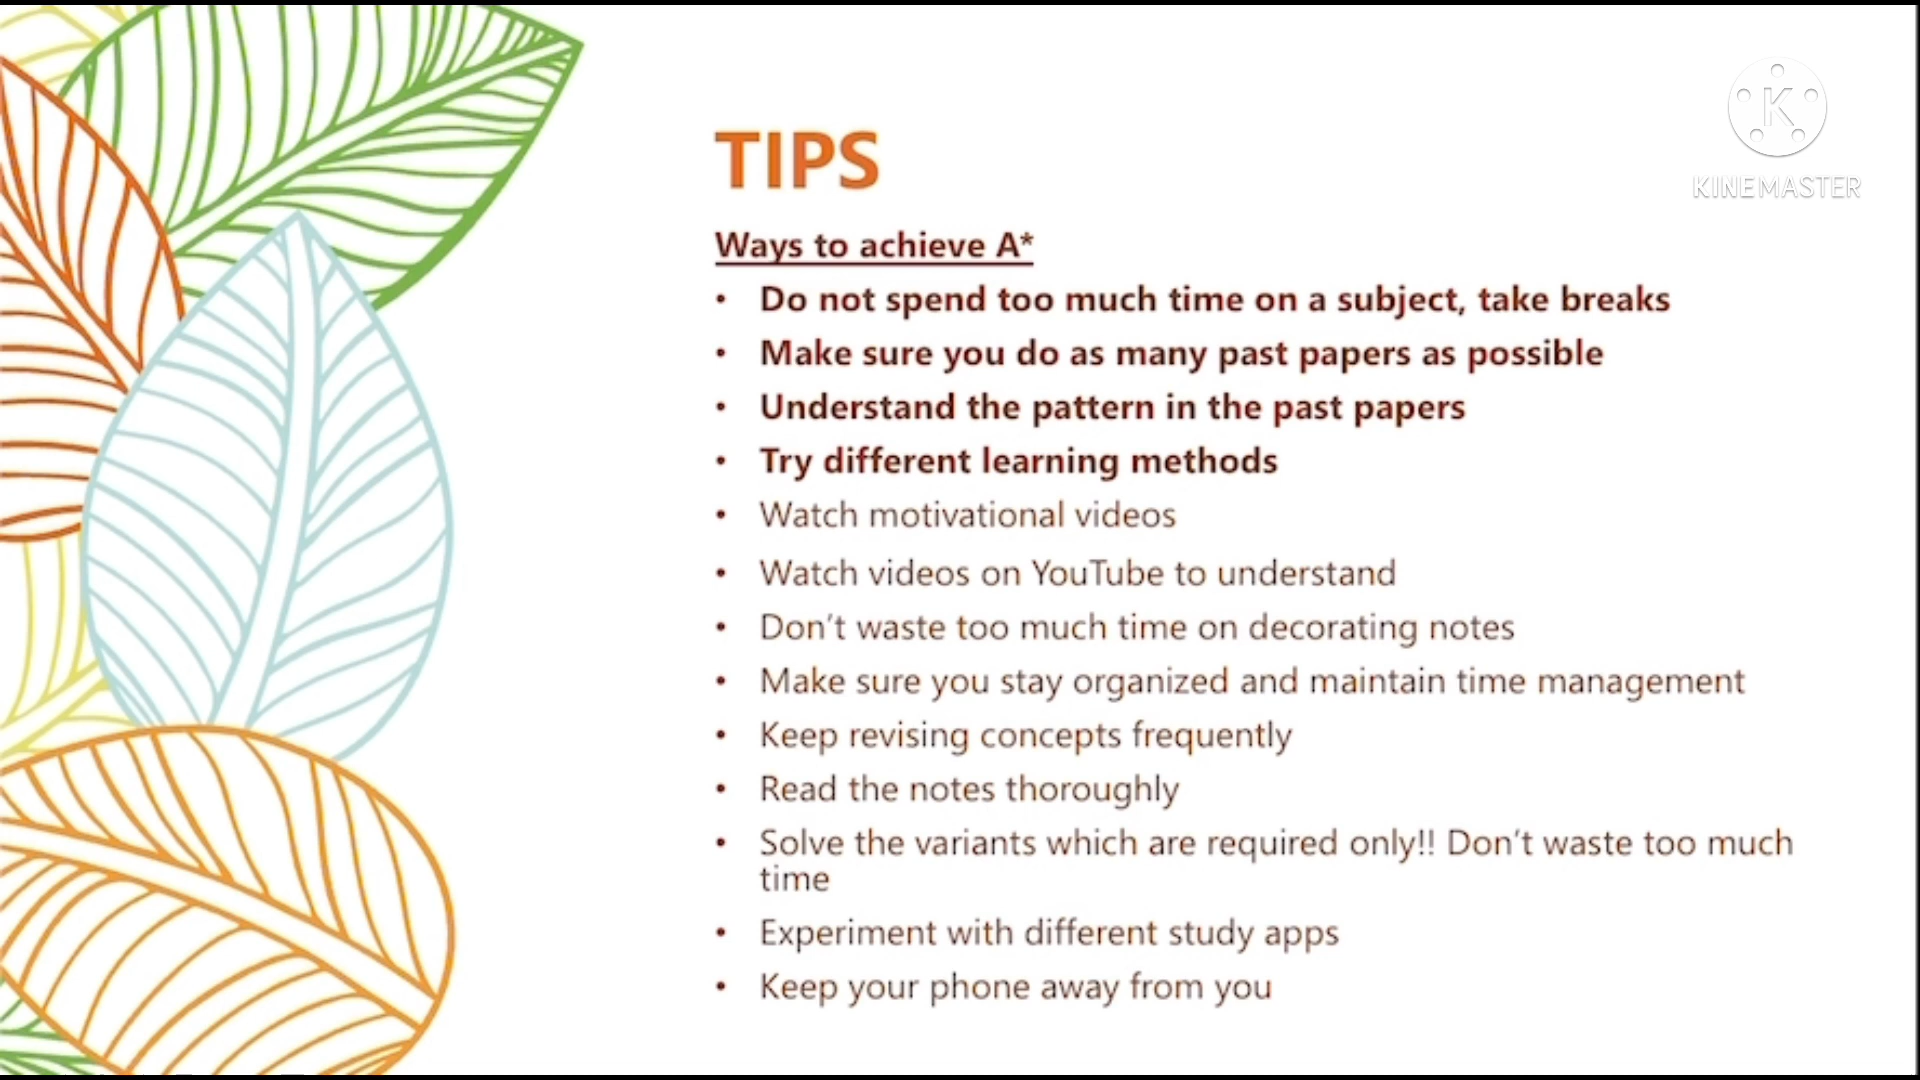 K
KINEMASTER
TIPS
Ways to achieve A*
• Do not spend too much time on a subject, take breaks
• Make sure you do as many past papers as possible
• Understand the pattern in the past papers
• Try different learning methods
• Watch motivational videos
• Watch videos on YouTube to understand
• Don’t waste too much time on decorating notes
• Make sure you stay organized and maintain time management
• Keep revising concepts frequently
• Read the notes thoroughly
• Solve the variants which are required only!! Don’t waste too much
time
• Experiment with different study apps
• Keep your phone away from you